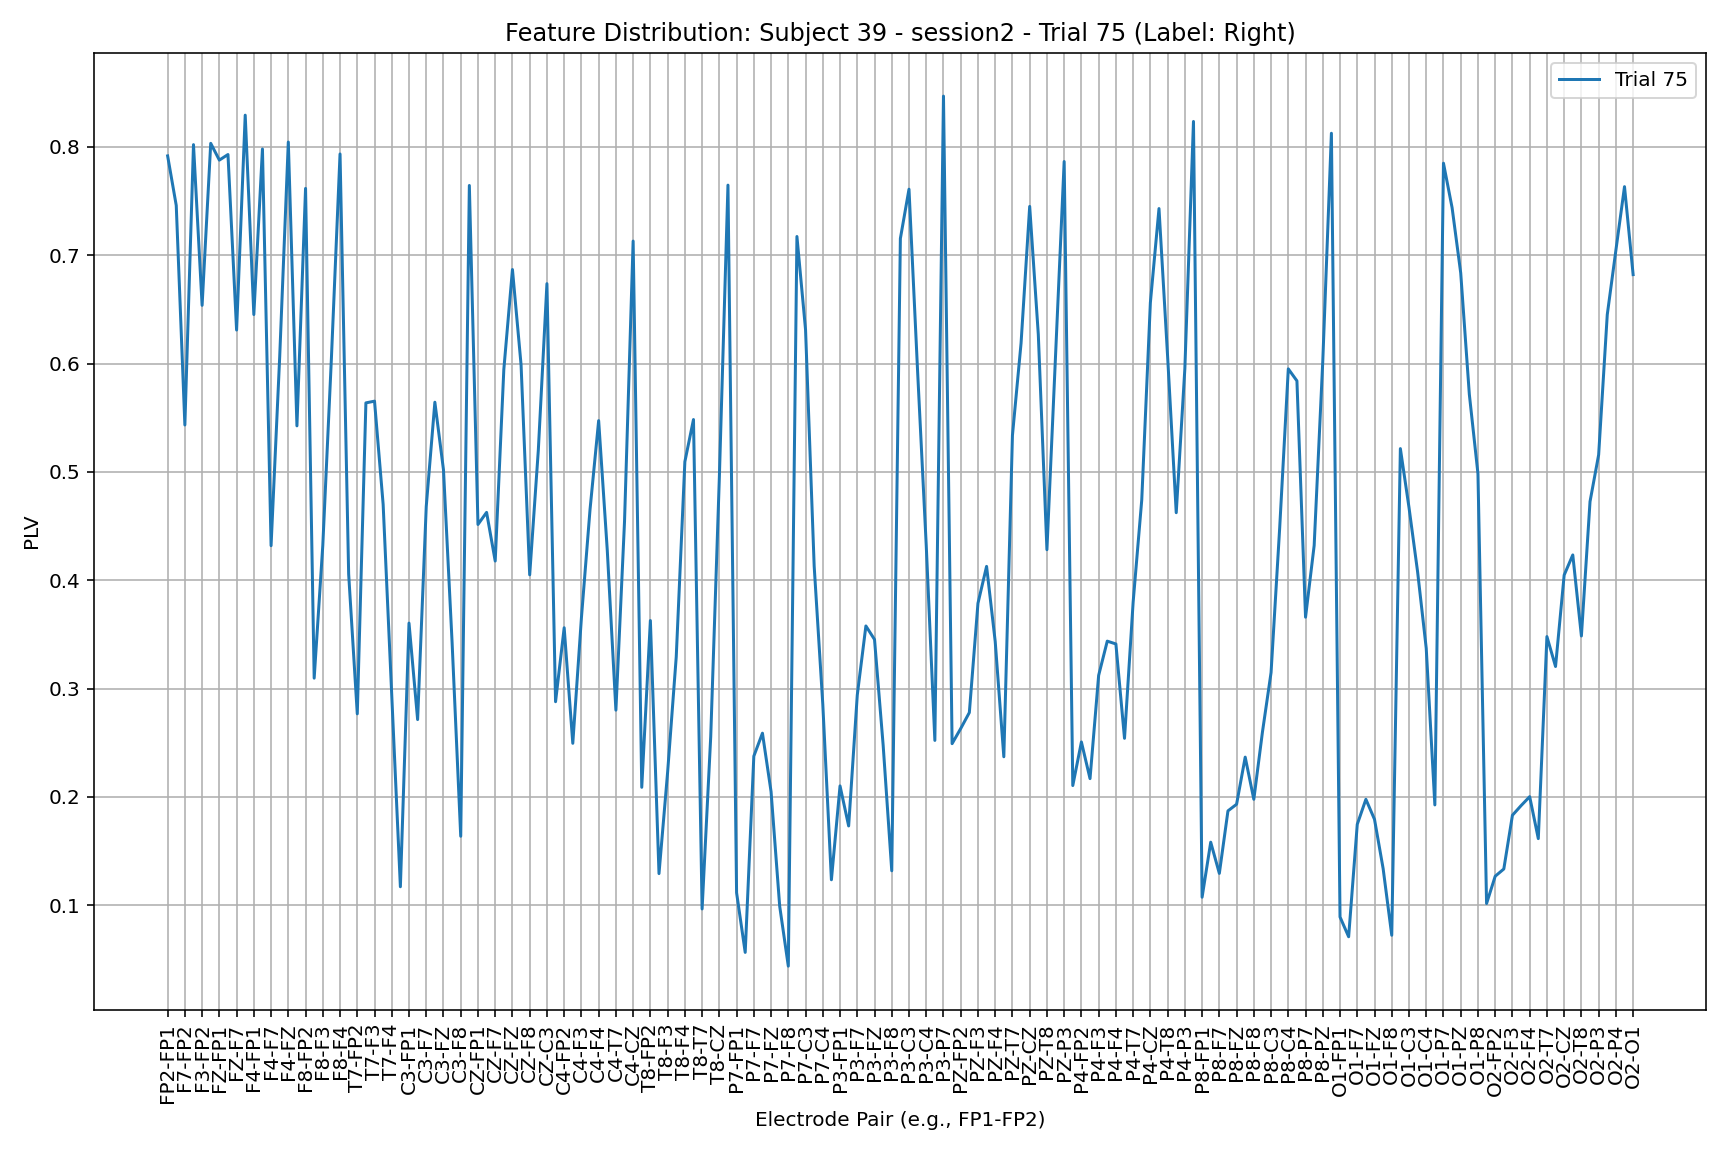 Feature Distribution: Subject 39 - session2 - Trial 75 (Label: Right)
Trial 75
PLV
0.8
0.7
0.6
0.5
0.4
0.3
0.2
0.1
FP2-FP1
F7-FP2
F3-FP2
FZ-FP1
FZ-F7
F4-FP1
F4-F7
F4-FZ
F8-FP2
F8-F3
F8-F4
T7-FP2
T7-F3
T7-F4
C3-FP1
C3-F7
C3-FZ
C3-F8
CZ-FP1
CZ-F7
CZ-FZ
CZ-F8
CZ-C3
C4-FP2
C4-F3
C4-F4
C4-T7
C4-CZ
T8-FP2
T8-F3
T8-F4
T8-T7
T8-CZ
P7-FP1
P7-F7
P7-FZ
P7-F8
P7-C3
P7-C4
P3-FP1
P3-F7
P3-FZ
P3-F8
P3-C3
P3-C4
P3-P7
PZ-FP2
PZ-F3
PZ-F4
PZ-T7
PZ-CZ
PZ-T8
PZ-P3
P4-FP2
P4-F3
P4-F4
P4-T7
P4-CZ
P4-T8
P4-P3
P8-FP1
P8-F7
P8-FZ
P8-F8
P8-C3
P8-C4
P8-P7
P8-PZ
O1-FP1
O1-F7
O1-FZ
O1-F8
O1-C3
O1-C4
O1-P7
O1-PZ
O1-P8
O2-FP2
O2-F3
O2-F4
O2-T7
O2-CZ
O2-T8
O2-P3
O2-P4
O2-O1
Electrode Pair (e.g., FP1-FP2)